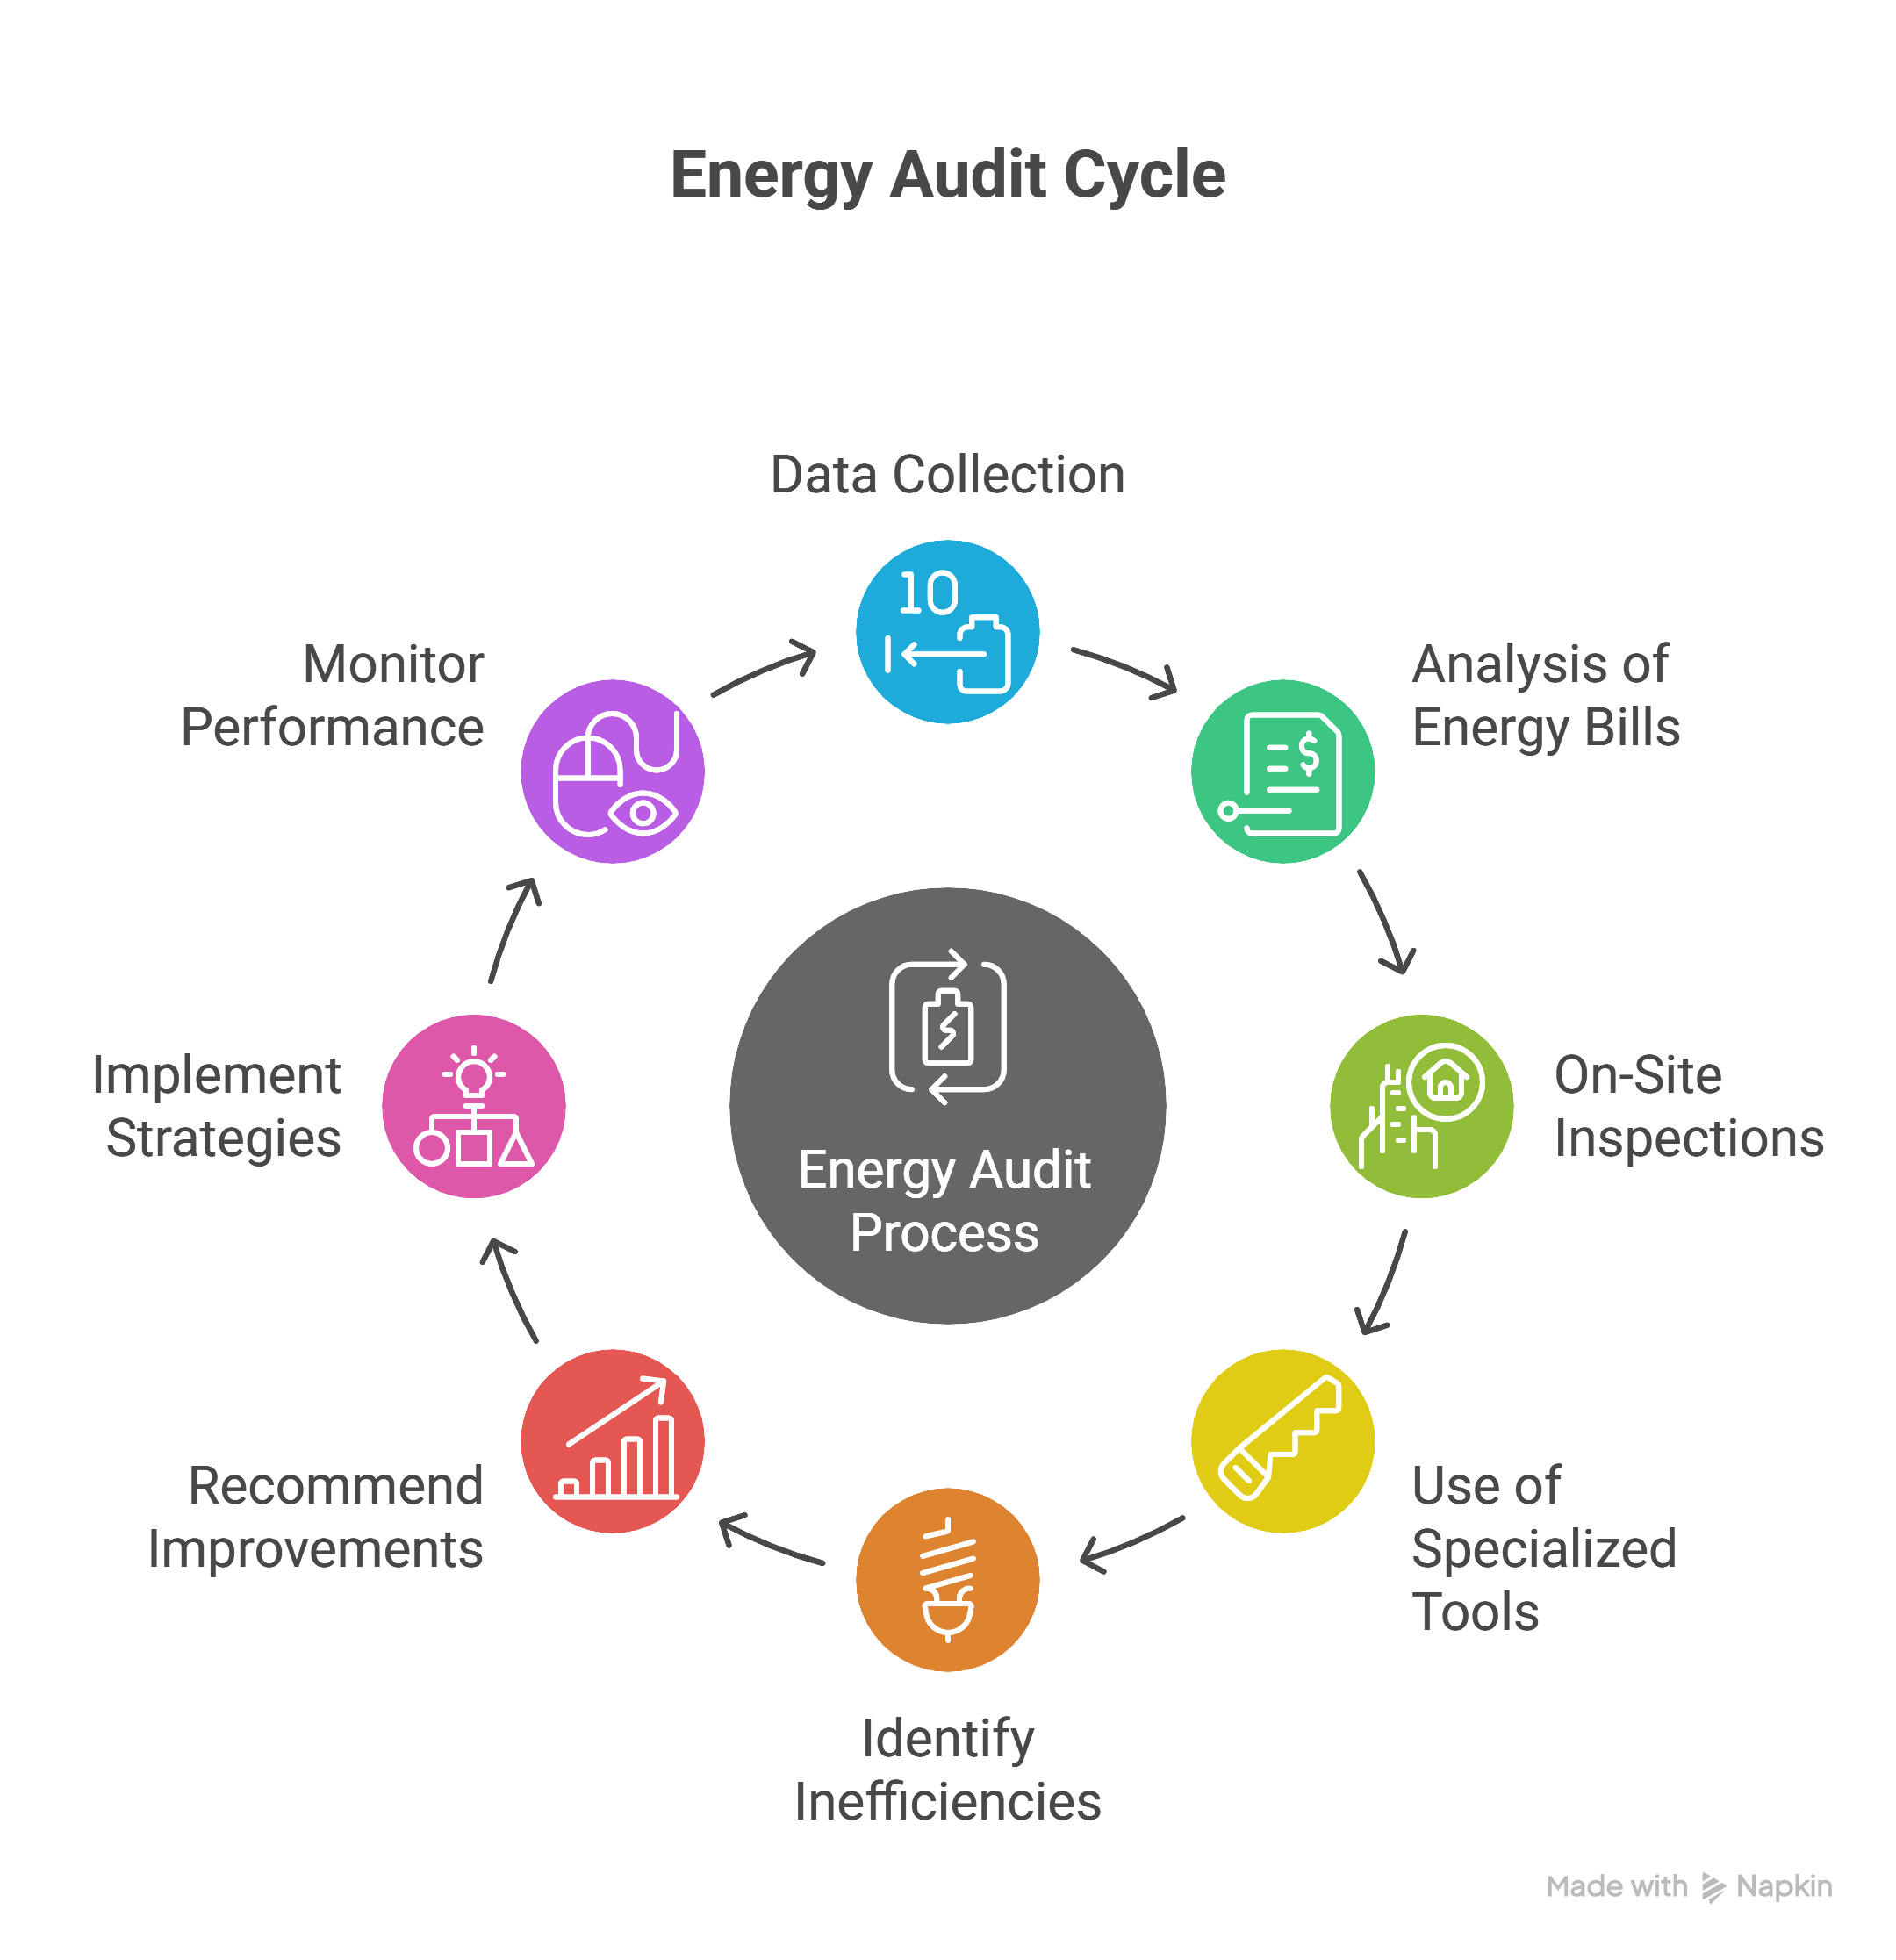 Energy Audit Cycle
Data Collection
10
Analysis of
Energy Bills
$
On-Site
Inspections
Use of
Specialized
Tools
Identify
Inefficiencies
Recommend
Improvements
Implement
Strategies
Monitor
Performance
Energy Audit
Process
Made with Napkin